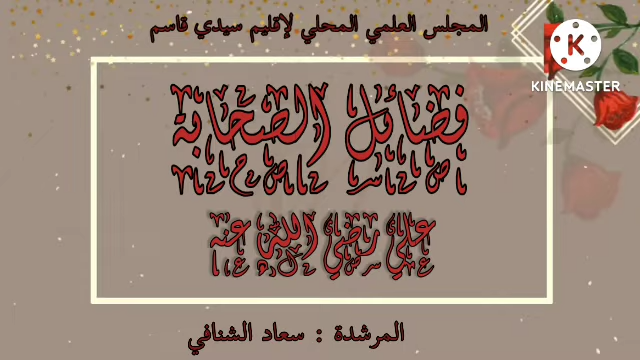 المجلس العلمي المحلي لإقليم سيدي قاسم
KINEMASTER
فضائل الصحابة
علي رضي الله عنه
المرشدة : سعاد الشنافي